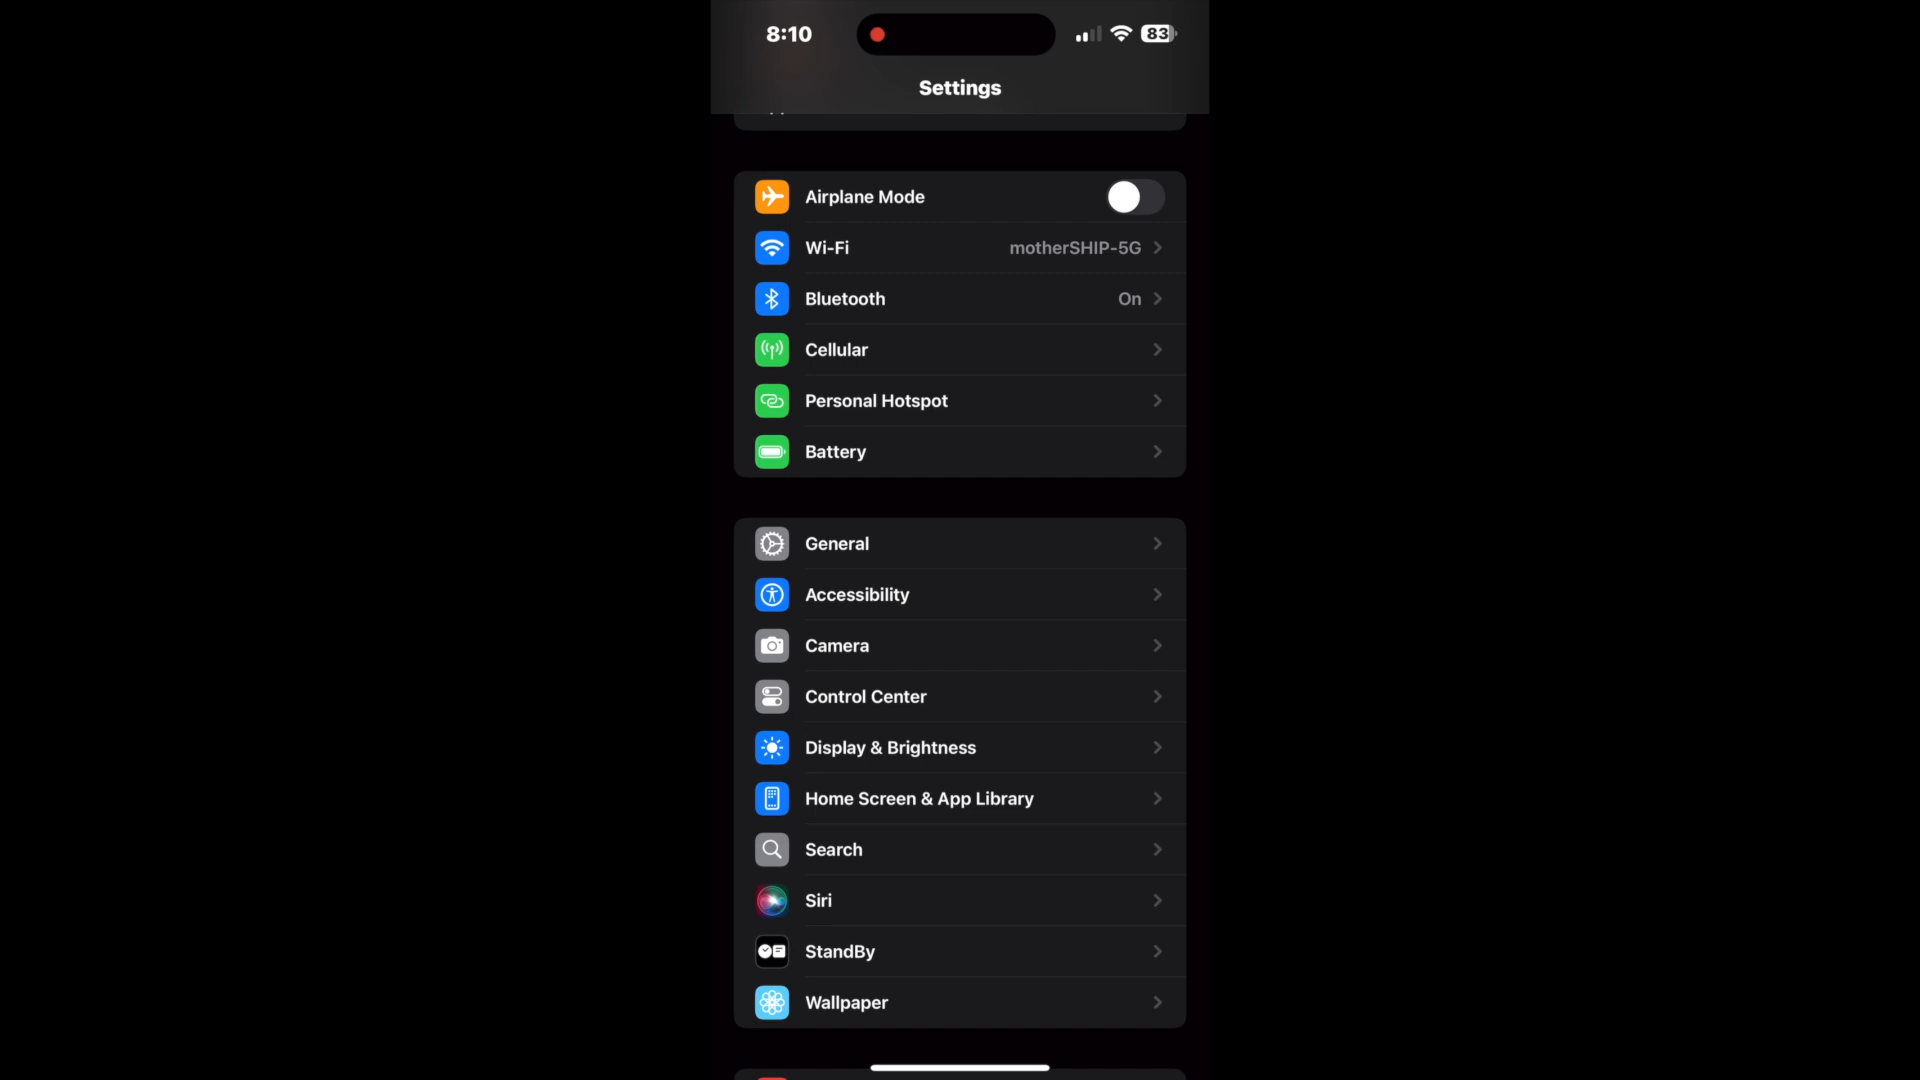 8:10
83
Settings
Airplane Mode
Wi-Fi motherSHIP-5G
Bluetooth On
Cellular
Personal Hotspot
Battery
General
Accessibility
Camera
Control Center
Display & Brightness
Home Screen & App Library
Search
Siri
StandBy
Wallpaper